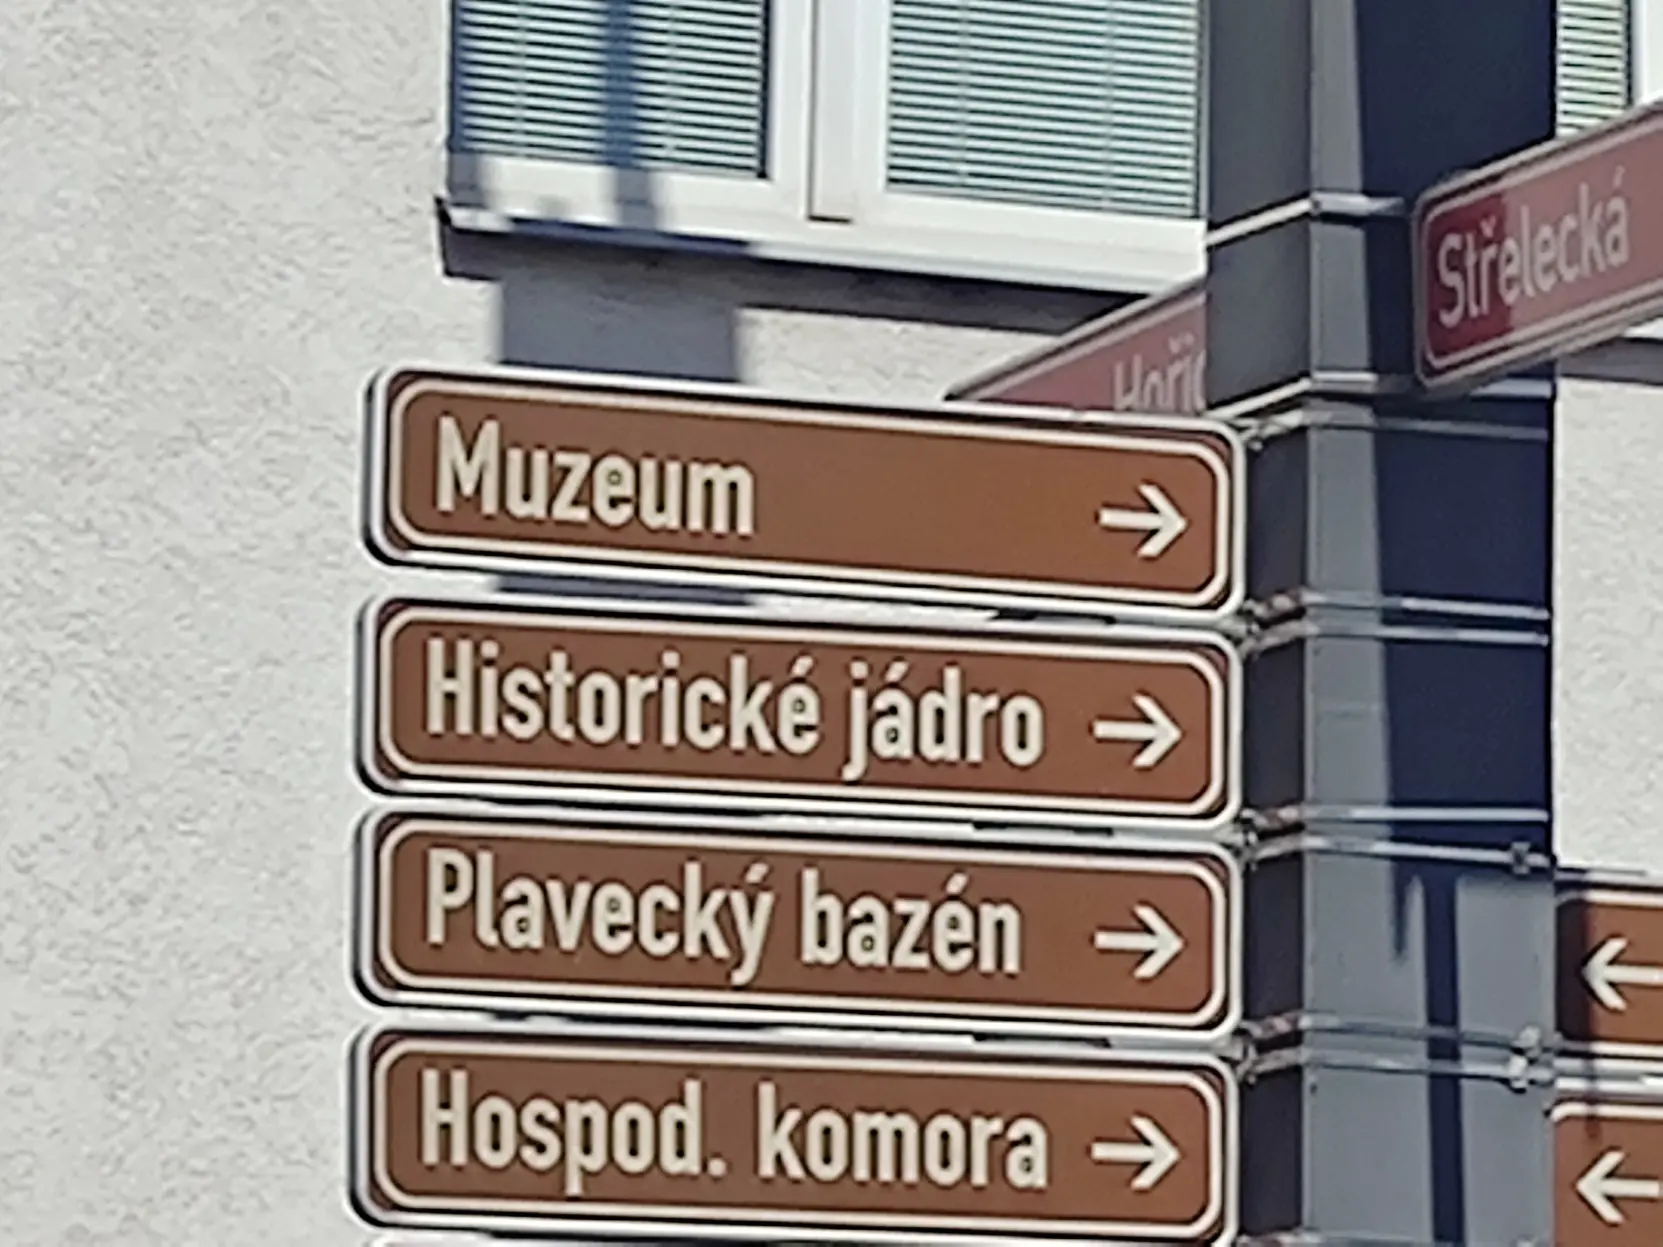 Střelecká
Muzeum
Historické jádro
Plavecký bazén
Hospod. komora